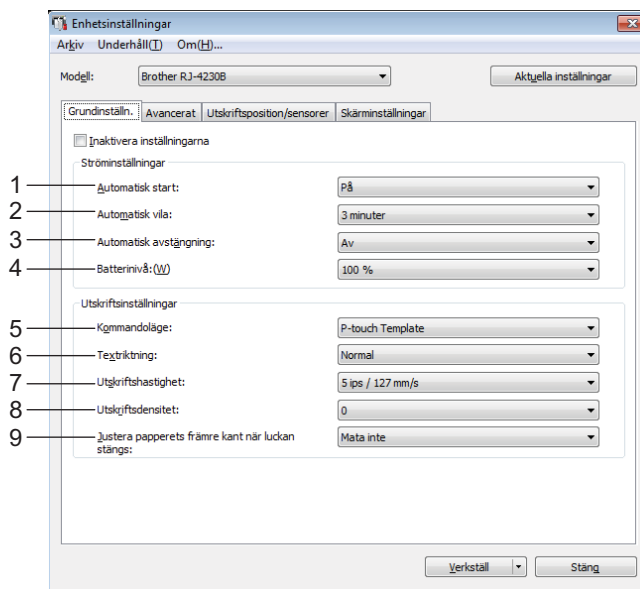 Enhetsinställningar
Arkiv Underhåll(T) Om(H)...
Modell: Brother RJ-4230B Aktuella inställningar
Grundinställn. Avancerat Utskriftsposition/sensorer Skärminställningar
Inaktivera inställningarna
Ströminställningar
1 Automatisk start: På
2 Automatisk vila: 3 minuter
3 Automatisk avstängning: Av
4 Batterinivå:(W) 100 %
Utskriftsinställningar
5 Kommandoläge: P-touch Template
6 Textriktning: Normal
7 Utskriftshastighet: 5 ips / 127 mm/s
8 Utskriftsdensitet: 0
9 Justera papperets främre kant när luckan Mata inte
stängs:
Verkställ Stäng